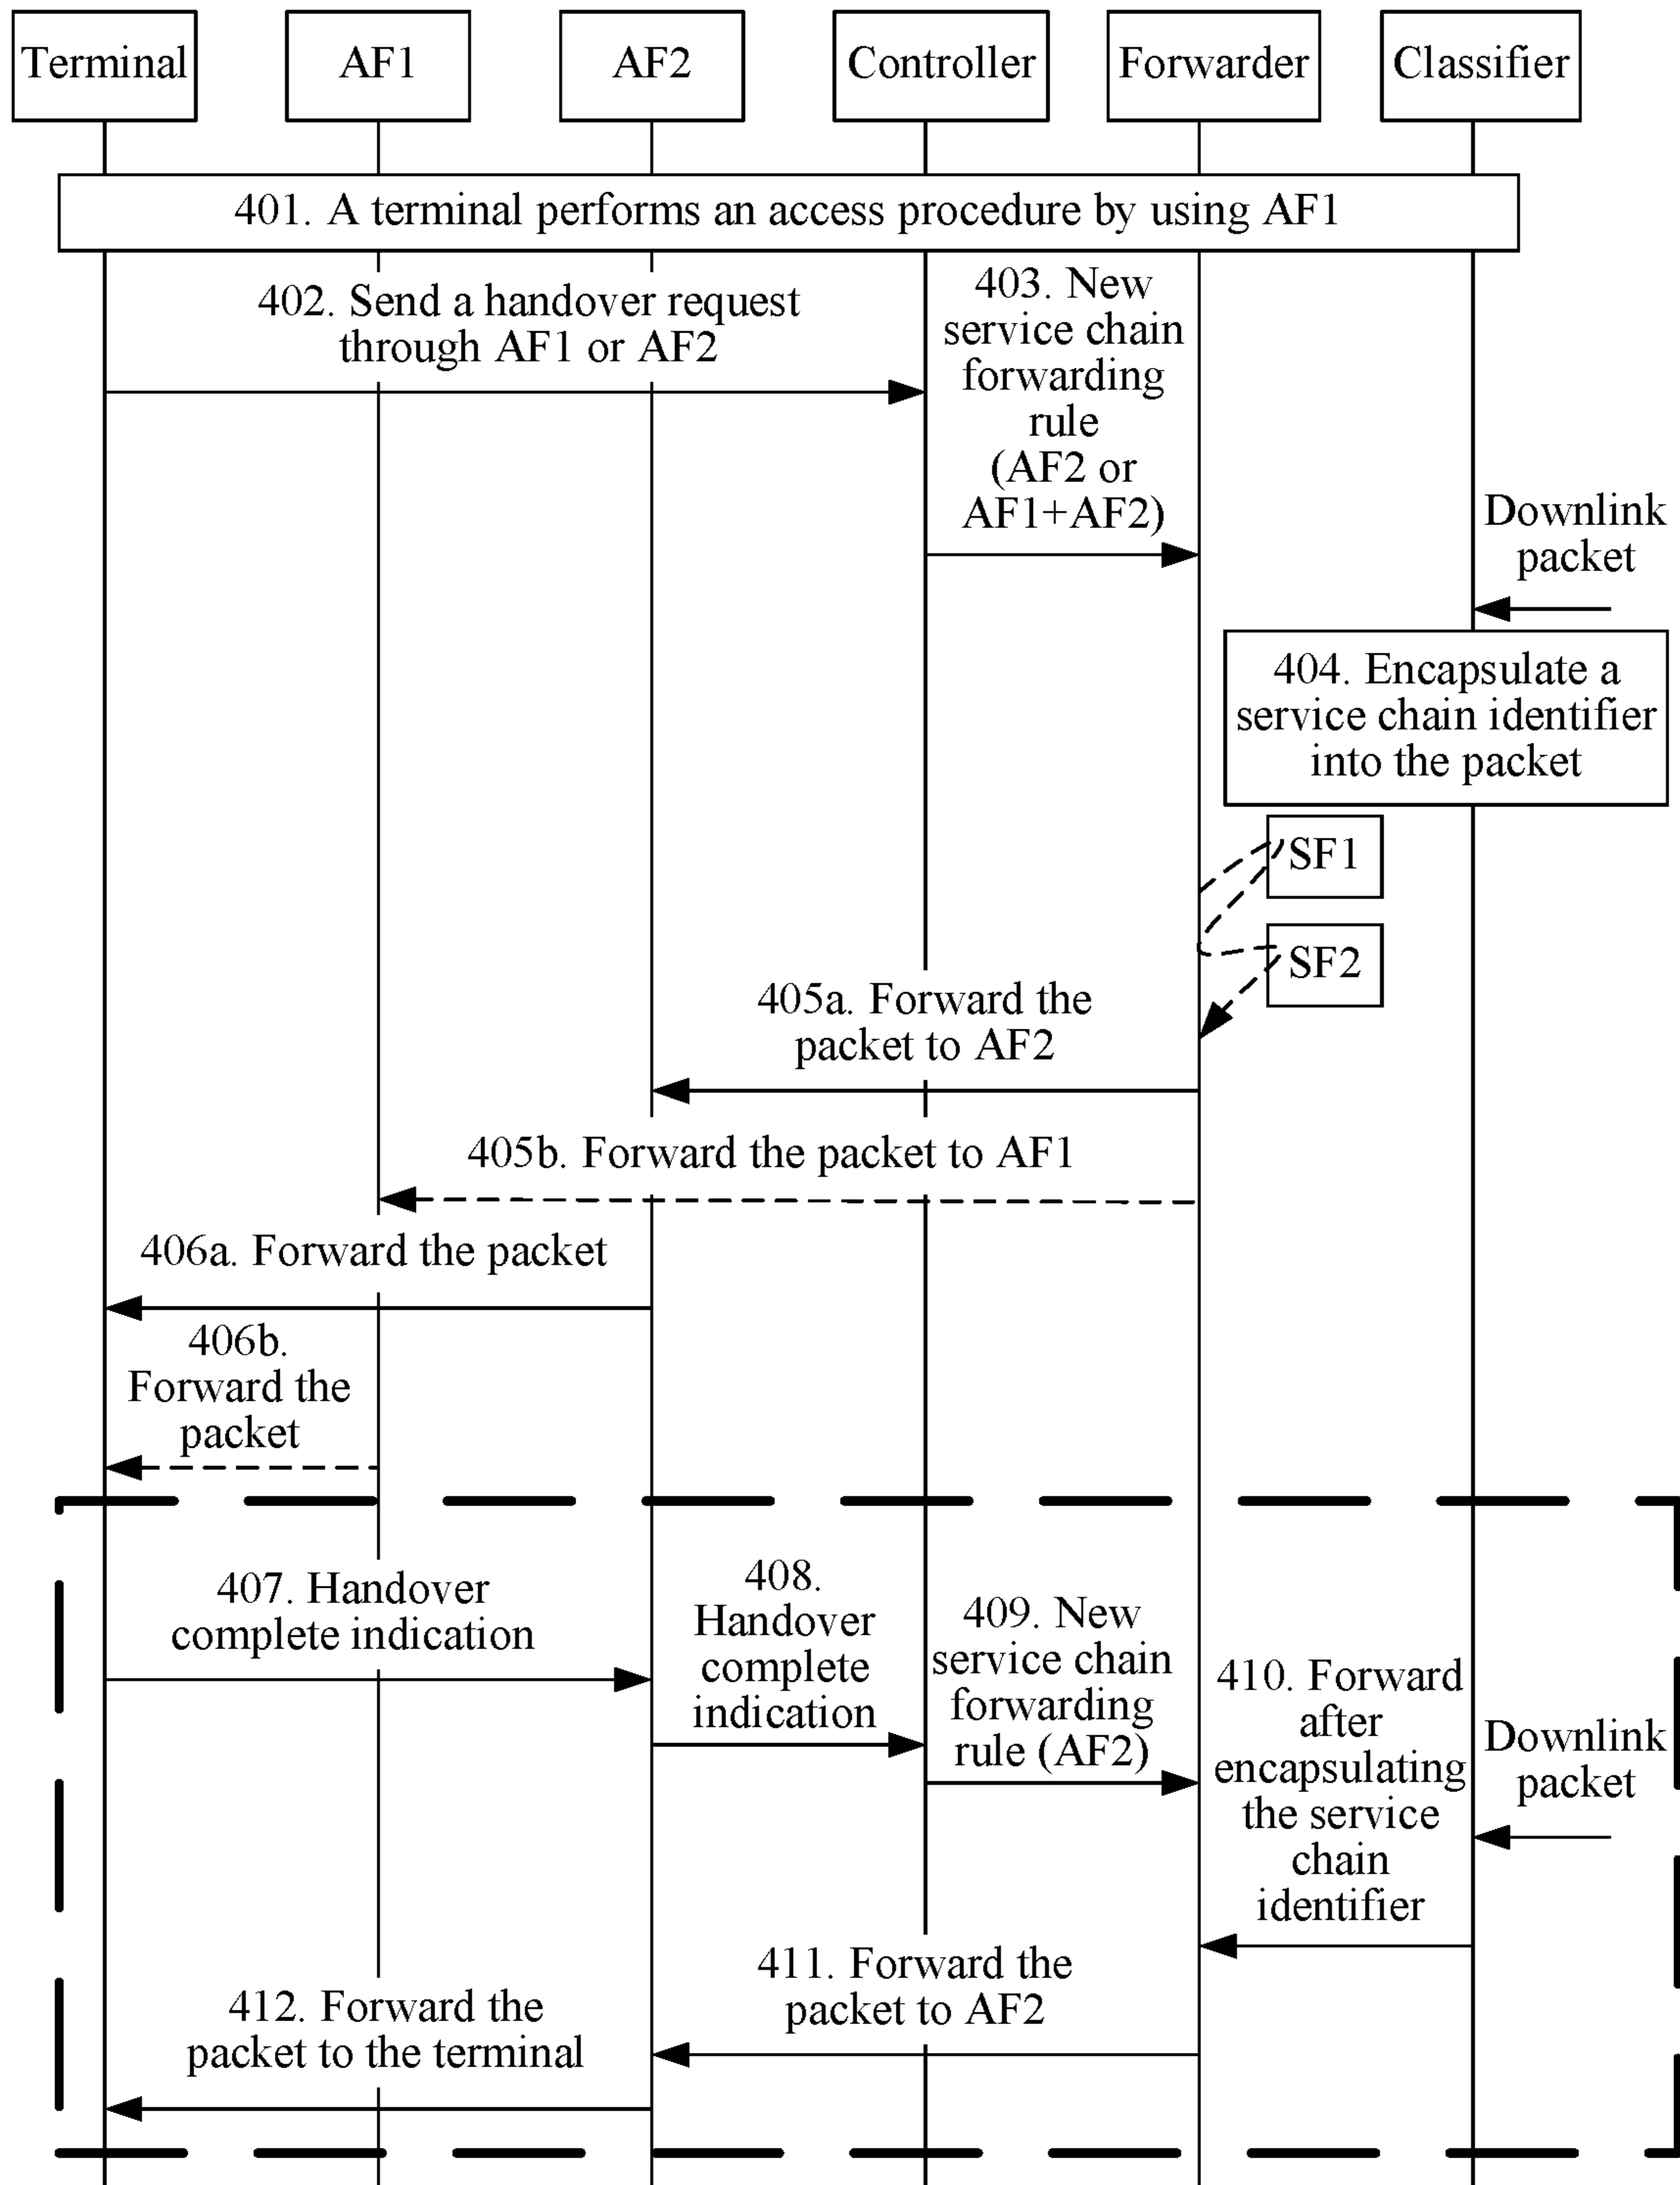 Terminal
AF1
AF2
Controller
Forwarder
Classifier
401. A terminal performs an access procedure by using AF1
402. Send a handover request
through AF1 or AF2
403. New
service chain
forwarding
rule
(AF2 or
AF1+AF2)
Downlink
packet
404. Encapsulate a
service chain identifier
into the packet
SF1
SF2
405a. Forward the
packet to AF2
405b. Forward the packet to AF1
406a. Forward the packet
406b.
Forward the
packet
407. Handover
complete indication
408.
Handover
complete
indication
409. New
service chain
forwarding
rule (AF2)
410. Forward
after
encapsulating
the service
chain
identifier
Downlink
packet
411. Forward the
packet to AF2
412. Forward the
packet to the terminal